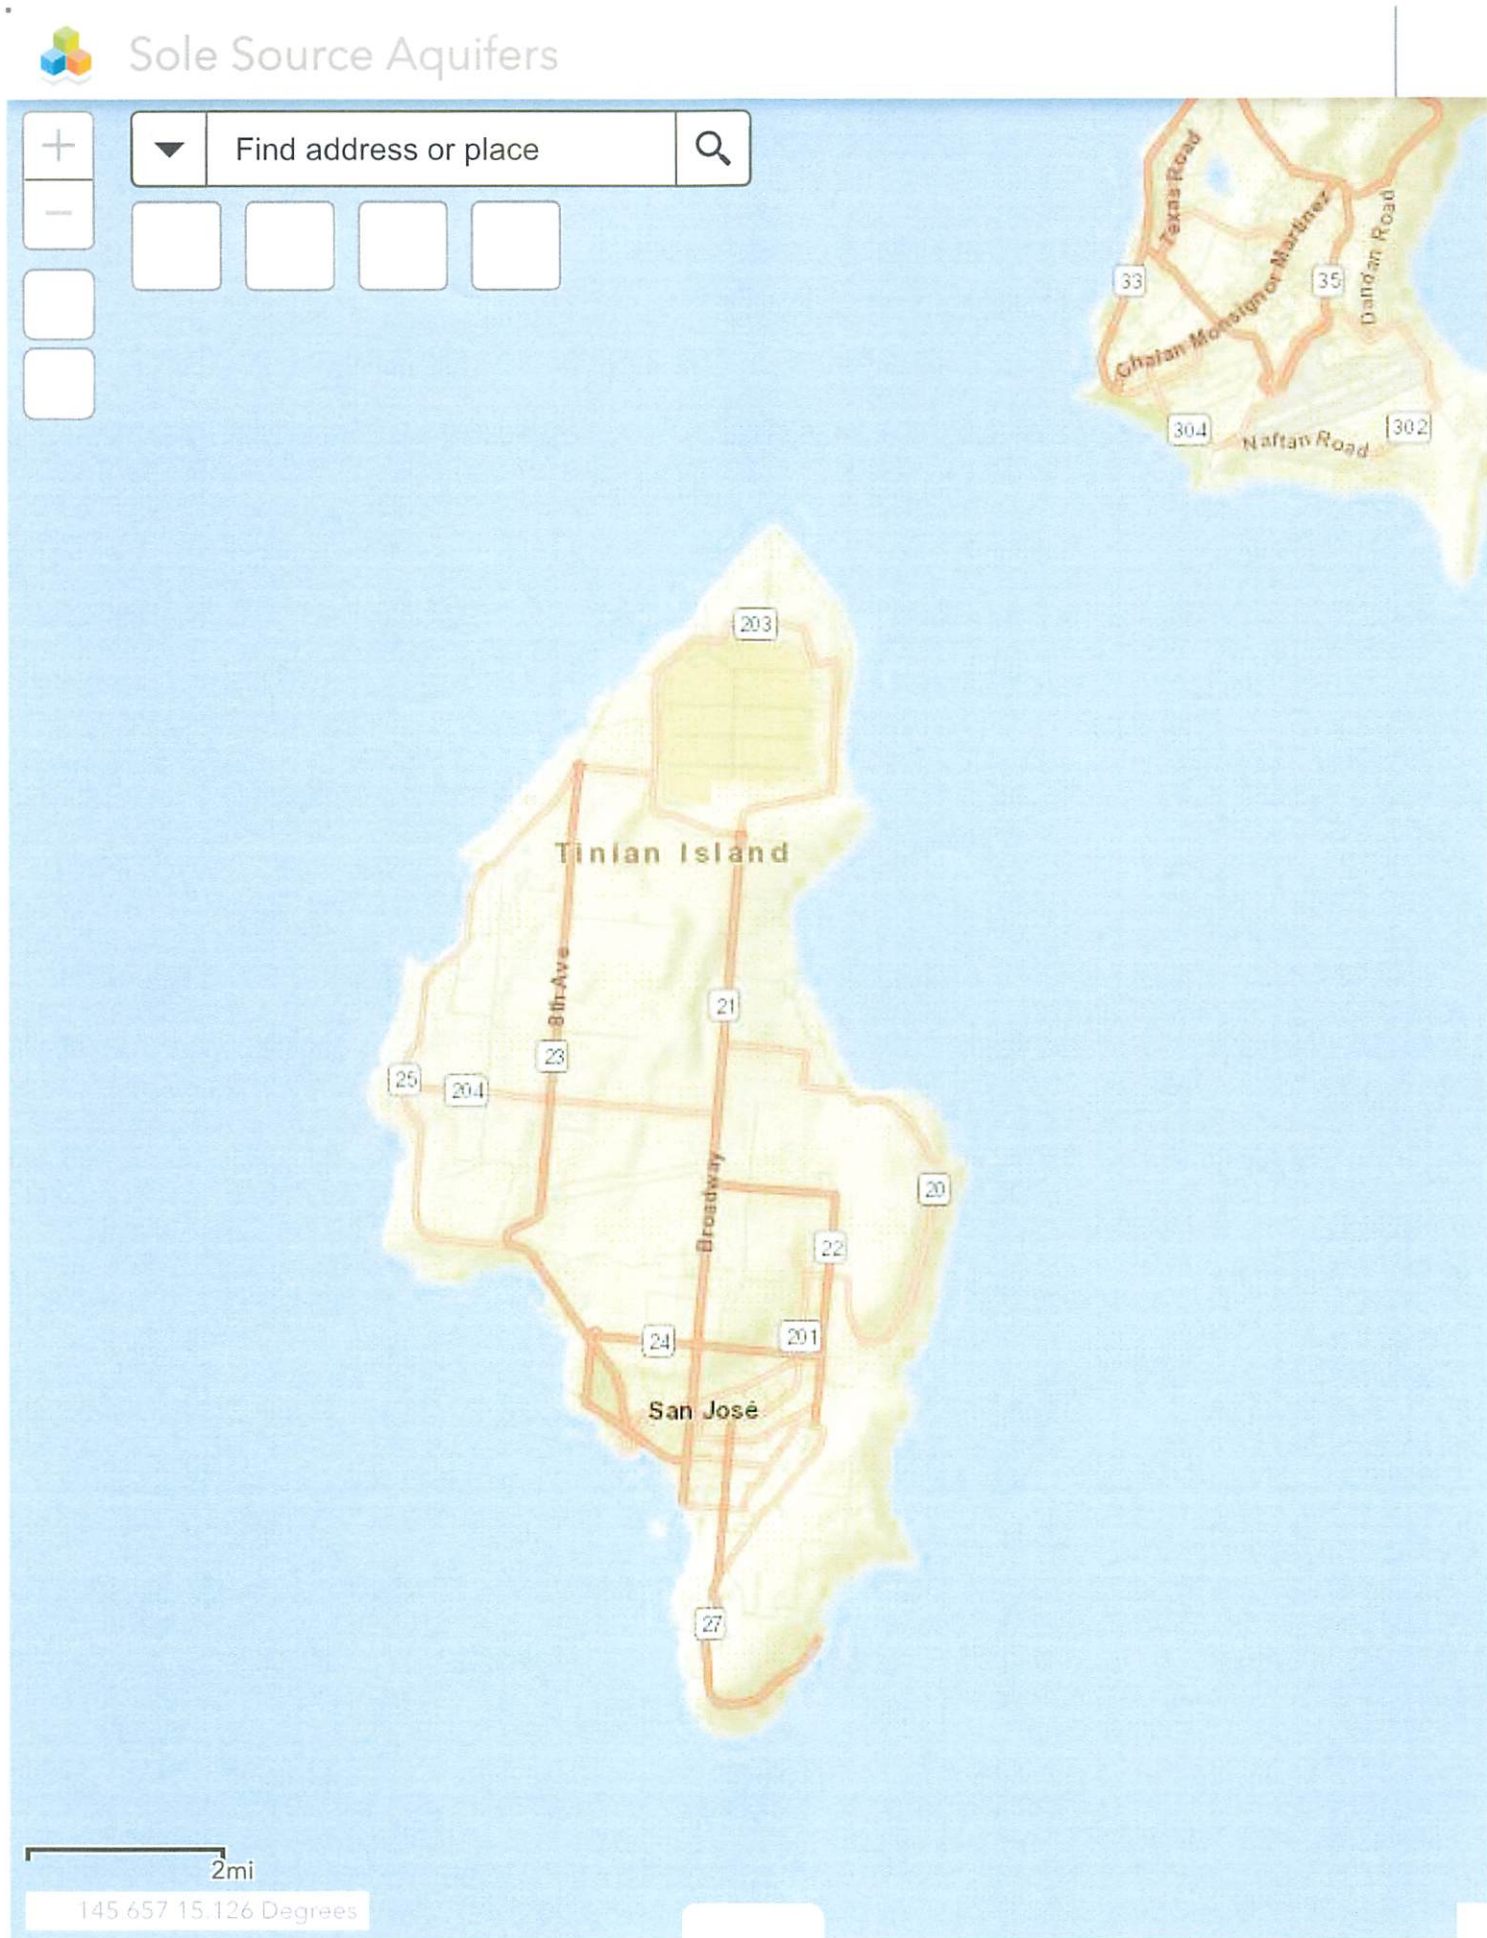 Sole Source Aquifers
+
Find address or place
−
Texas Road
Chalan Monsignor Martinez
Dandan Road
33
35
304
Naftan Road
302
203
Tinian Island
8th Ave
21
23
25
204
Broadway
20
22
24
201
San José
27
2mi
145.657 15.126 Degrees